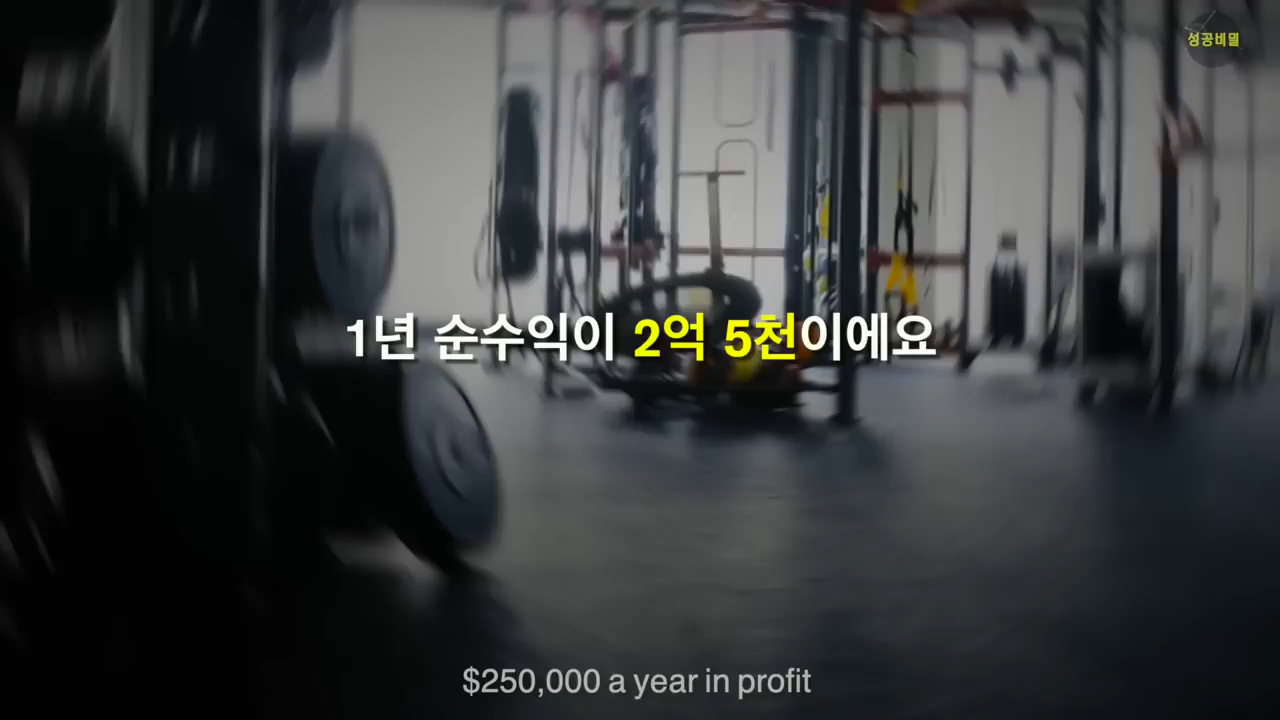 성공비밀
1년 순수익이 2억 5천이에요
$250,000 a year in profit